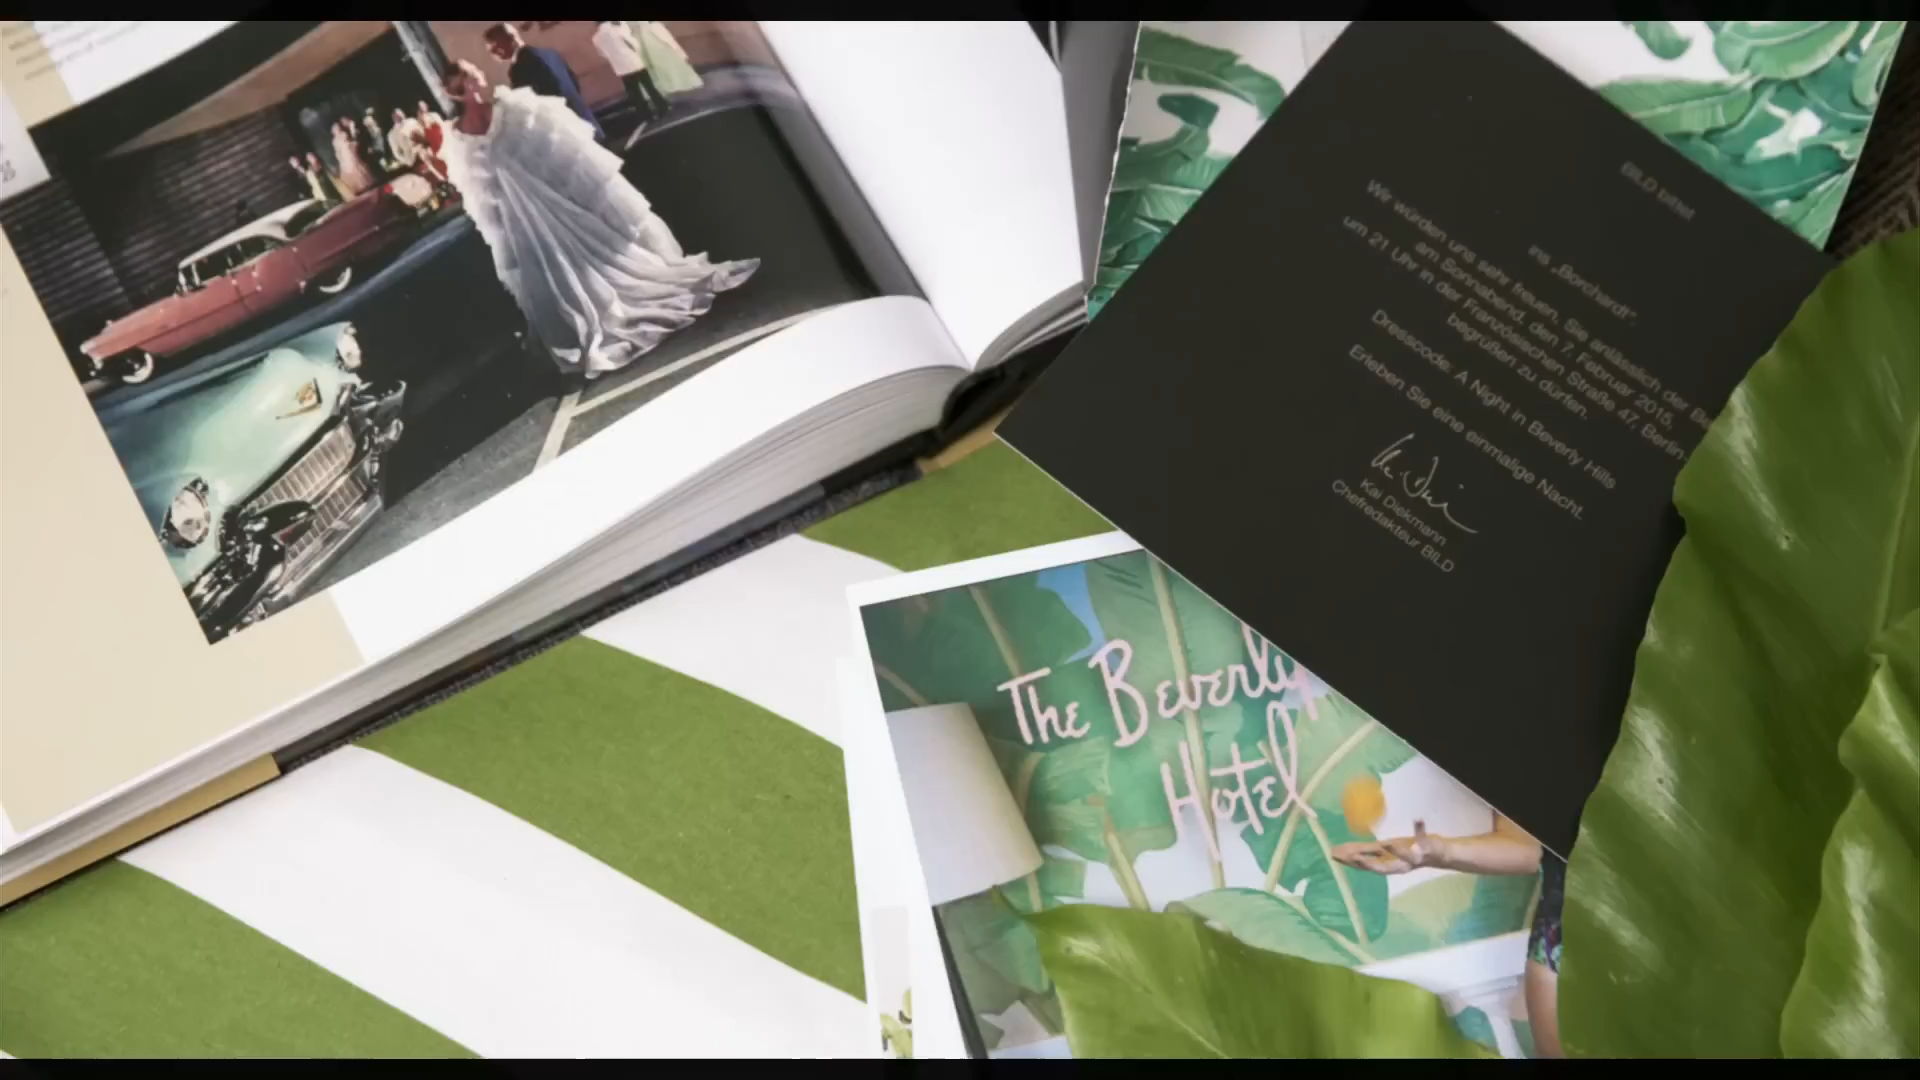 BILD bittet
ins „Borchardt“.
Wir würden uns sehr freuen, Sie anlässlich der
am Sonnabend, den 7. Februar 2015,
um 21 Uhr in der Französischen Straße 47, Berlin-
begrüßen zu dürfen.
Dresscode: A Night in Beverly Hills
Erleben Sie eine einmalige Nacht.
Kai Diekmann
Chefredakteur BILD
The Beverly
Hotel